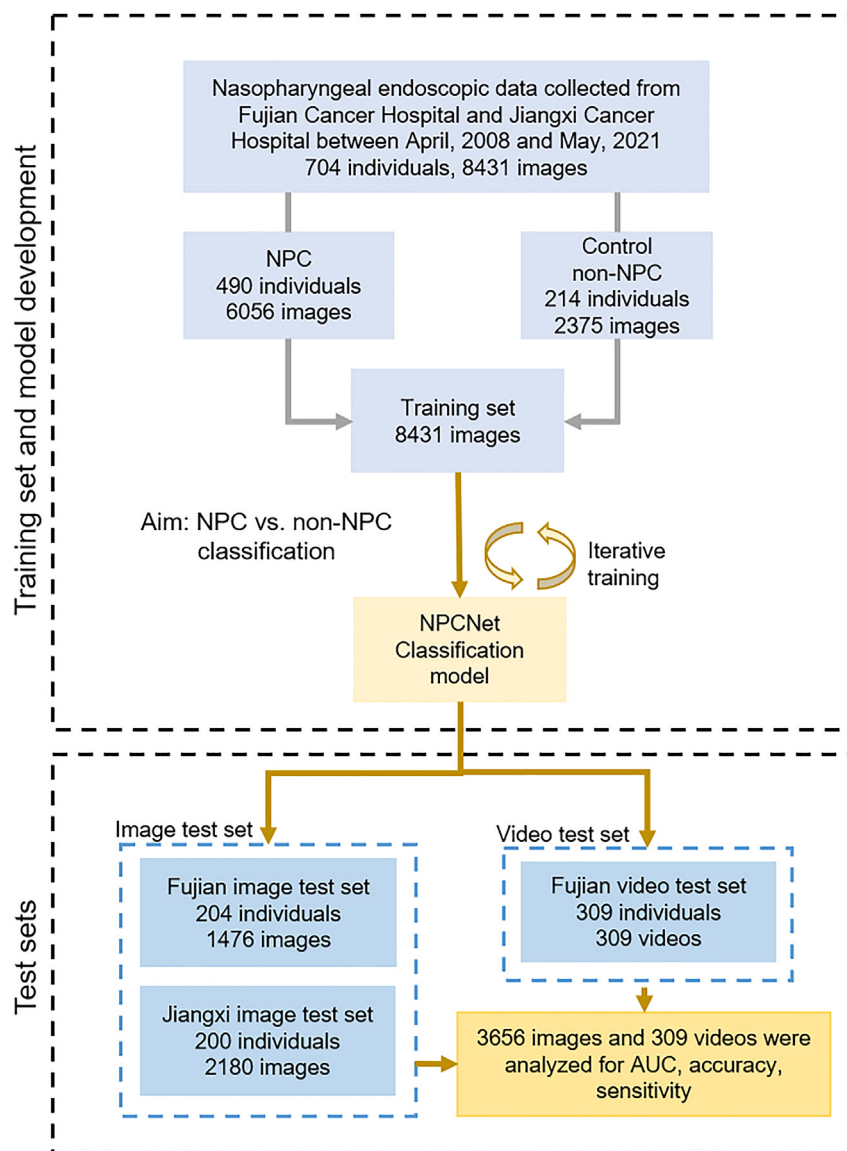 Training set and model development
Nasopharyngeal endoscopic data collected from
Fujian Cancer Hospital and Jiangxi Cancer
Hospital between April, 2008 and May, 2021
704 individuals, 8431 images
NPC
490 individuals
6056 images
Control
non-NPC
214 individuals
2375 images
Training set
8431 images
Aim: NPC vs. non-NPC
classification
Iterative
training
NPCNet
Classification
model
Test sets
Image test set
Fujian image test set
204 individuals
1476 images
Jiangxi image test set
200 individuals
2180 images
Video test set
Fujian video test set
309 individuals
309 videos
3656 images and 309 videos were
analyzed for AUC, accuracy,
sensitivity